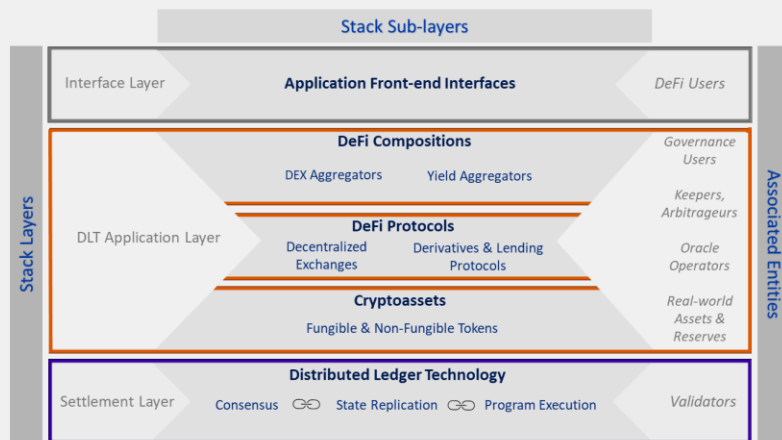 Stack Sub-layers
Stack Layers
Associated Entities
Interface Layer
Application Front-end Interfaces
DeFi Users
DLT Application Layer
DeFi Compositions
DEX Aggregators
Yield Aggregators
DeFi Protocols
Decentralized
Exchanges
Derivatives & Lending
Protocols
Cryptoassets
Fungible & Non-Fungible Tokens
Governance
Users
Keepers,
Arbitrageurs
Oracle
Operators
Real-world
Assets &
Reserves
Settlement Layer
Distributed Ledger Technology
Consensus
State Replication
Program Execution
Validators